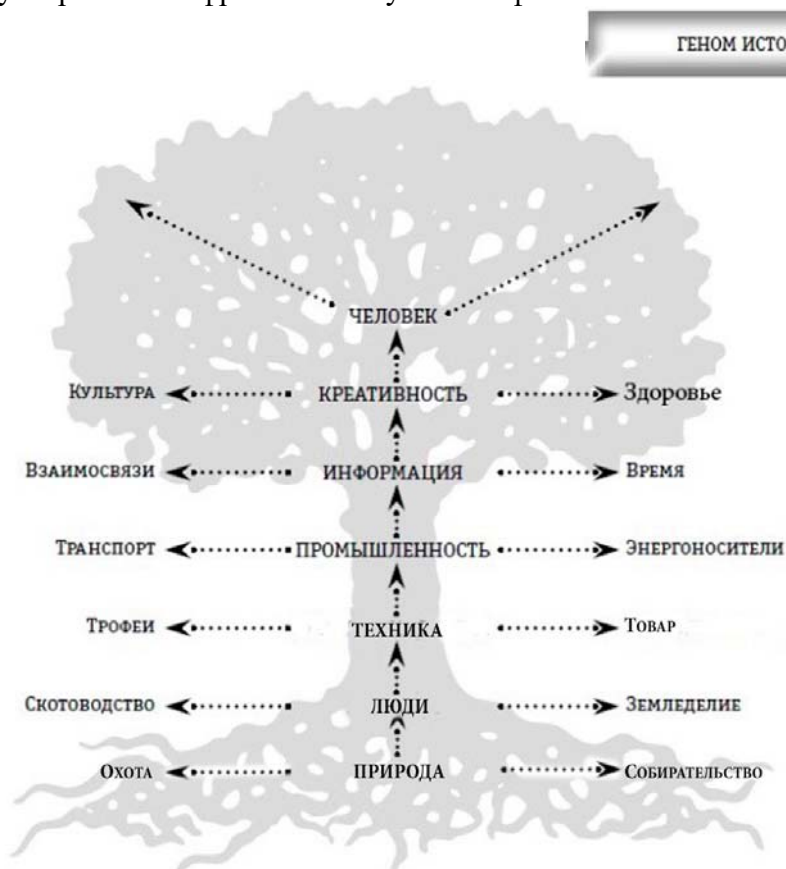 ГЕНОМ
ЧЕЛОВЕК
КУЛЬТУРА КРЕАТИВНОСТЬ Здоровье
ВЗАИМОСВЯЗИ ИНФОРМАЦИЯ ВРЕМЯ
ТРАНСПОРТ ПРОМЫШЛЕННОСТЬ ЭНЕРГОНОСИТЕЛИ
ТРОФЕИ ТЕХНИКА ТОВАР
СКОТОВОДСТВО ЛЮДИ ЗЕМЛЕДЕЛИЕ
ОХОТА ПРИРОДА СОБИРАТЕЛЬСТВО